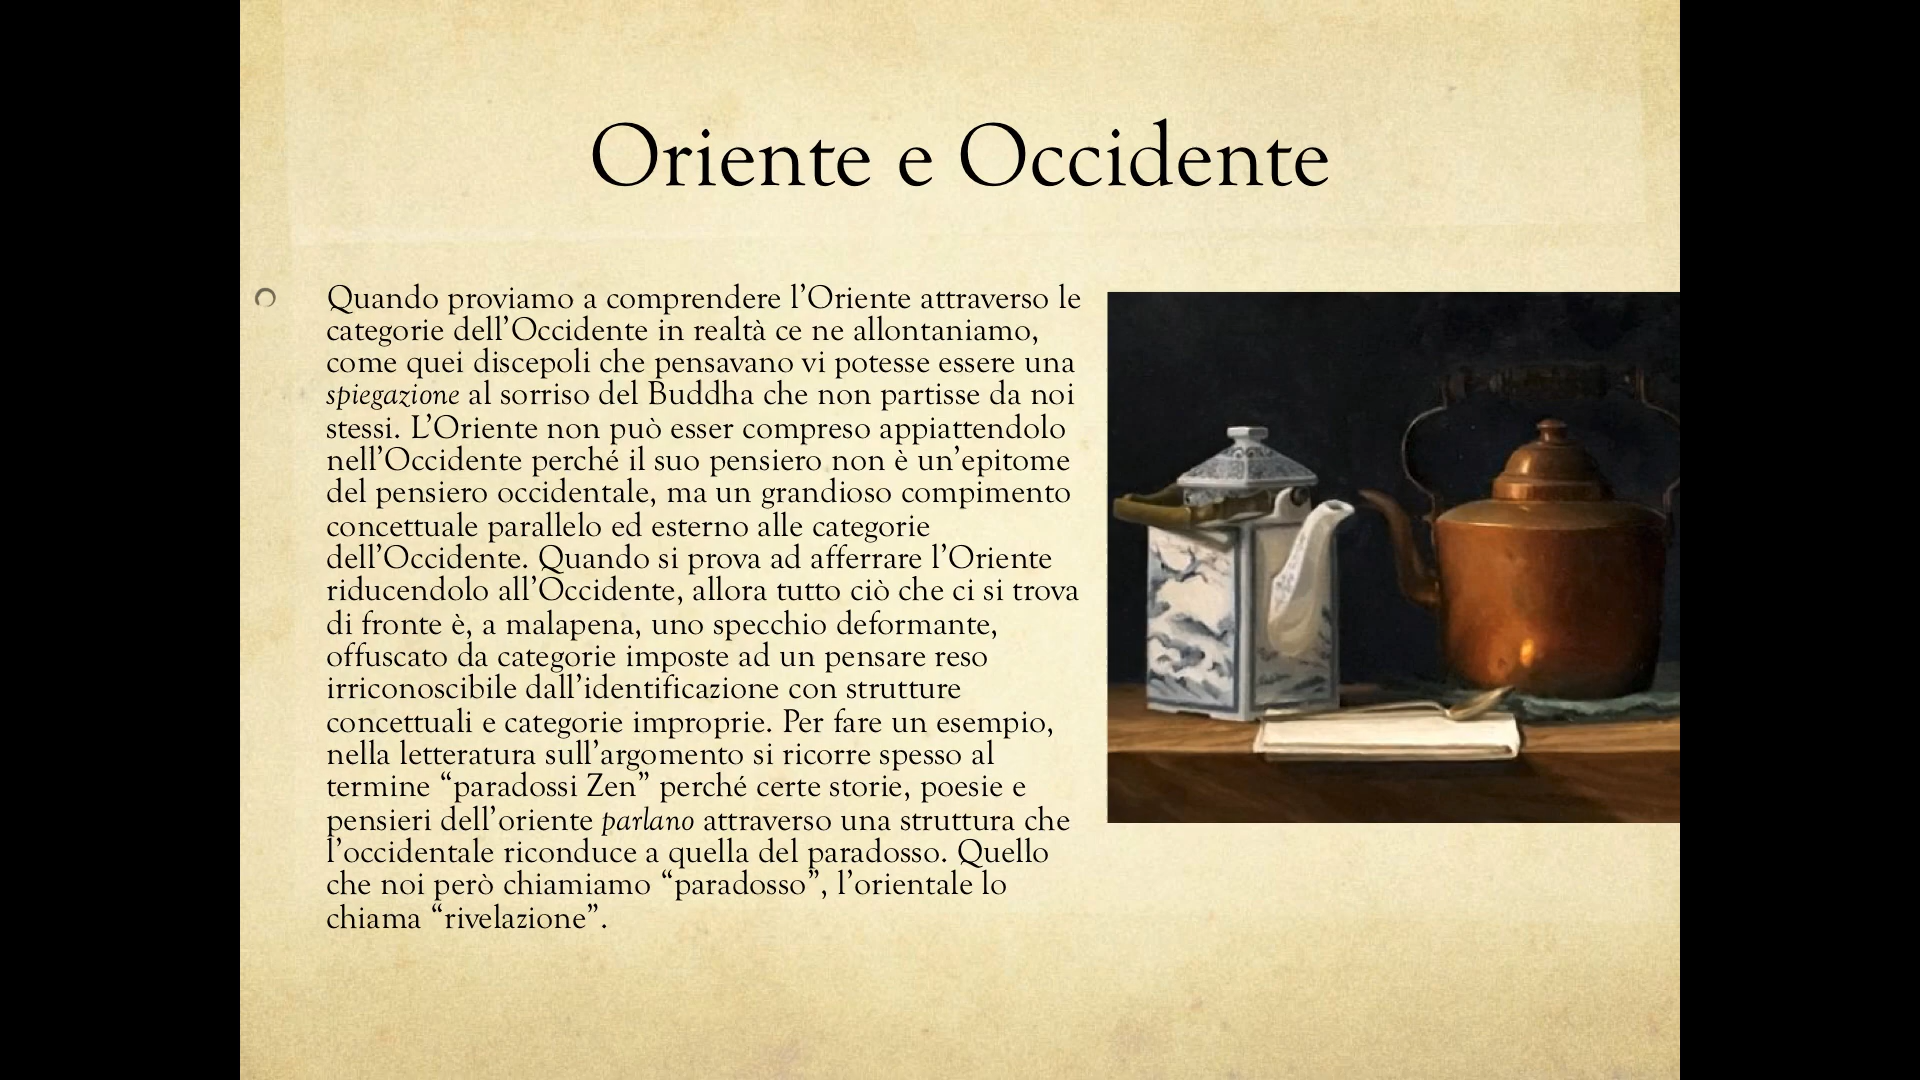 Oriente e Occidente
Quando proviamo a comprendere l’Oriente attraverso le
categorie dell’Occidente in realtà ce ne allontaniamo,
come quei discepoli che pensavano vi potesse essere una
spiegazione al sorriso del Buddha che non partisse da noi
stessi. L’Oriente non può esser compreso appiattendolo
nell’Occidente perché il suo pensiero non è un’epitome
del pensiero occidentale, ma un grandioso compimento
concettuale parallelo ed esterno alle categorie
dell’Occidente. Quando si prova ad afferrare l’Oriente
riducendolo all’Occidente, allora tutto ciò che ci si trova
di fronte è, a malapena, uno specchio deformante,
offuscato da categorie imposte ad un pensare reso
irriconoscibile dall’identificazione con strutture
concettuali e categorie improprie. Per fare un esempio,
nella letteratura sull’argomento si ricorre spesso al
termine “paradossi Zen” perché certe storie, poesie e
pensieri dell’oriente parlano attraverso una struttura che
l’occidentale riconduce a quella del paradosso. Quello
che noi però chiamiamo “paradosso”, l’orientale lo
chiama “rivelazione”.